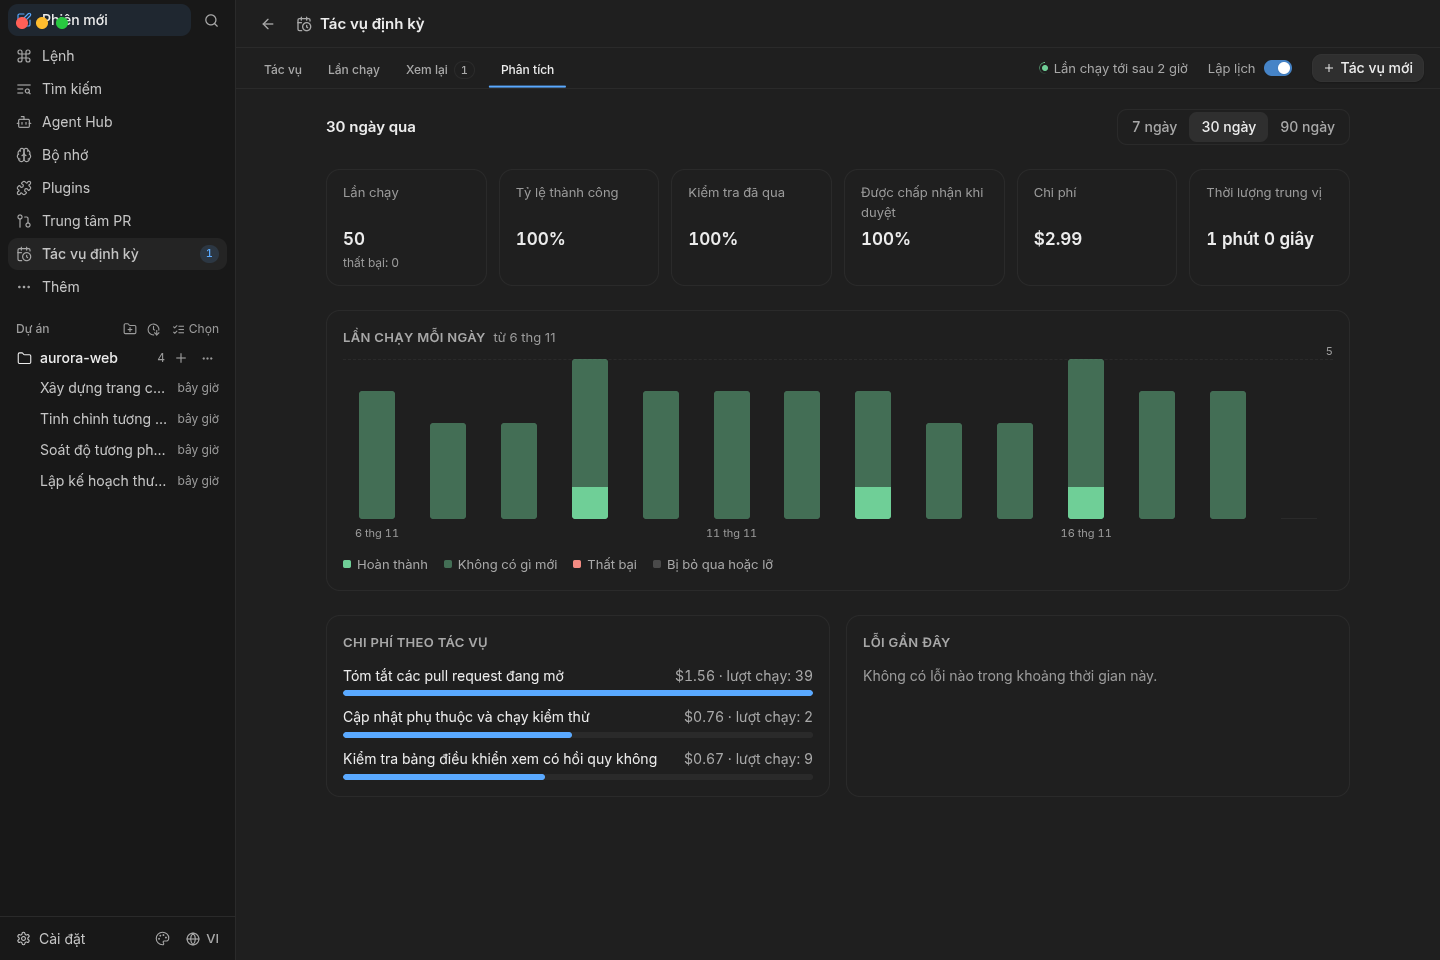 Phiên mới
Lệnh
Tìm kiếm
Agent Hub
Bộ nhớ
Plugins
Trung tâm PR
Tác vụ định kỳ 1
Thêm
Dự án Chọn
aurora-web 4
Xây dựng trang c... bây giờ
Tinh chỉnh tương ... bây giờ
Soát độ tương ph... bây giờ
Lập kế hoạch thư... bây giờ
Cài đặt VI
Tác vụ định kỳ
Tác vụ Lần chạy Xem lại 1 Phân tích
Lần chạy tới sau 2 giờ Lập lịch + Tác vụ mới
30 ngày qua
7 ngày 30 ngày 90 ngày
Lần chạy
50
thất bại: 0
Tỷ lệ thành công
100%
Kiểm tra đã qua
100%
Được chấp nhận khi
duyệt
100%
Chi phí
$2.99
Thời lượng trung vị
1 phút 0 giây
LẦN CHẠY MỖI NGÀY từ 6 thg 11
5
6 thg 11 11 thg 11 16 thg 11
Hoàn thành Không có gì mới Thất bại Bị bỏ qua hoặc lỡ
CHI PHÍ THEO TÁC VỤ
Tóm tắt các pull request đang mở $1.56 · lượt chạy: 39
Cập nhật phụ thuộc và chạy kiểm thử $0.76 · lượt chạy: 2
Kiểm tra bảng điều khiển xem có hồi quy không $0.67 · lượt chạy: 9
LỖI GẦN ĐÂY
Không có lỗi nào trong khoảng thời gian này.